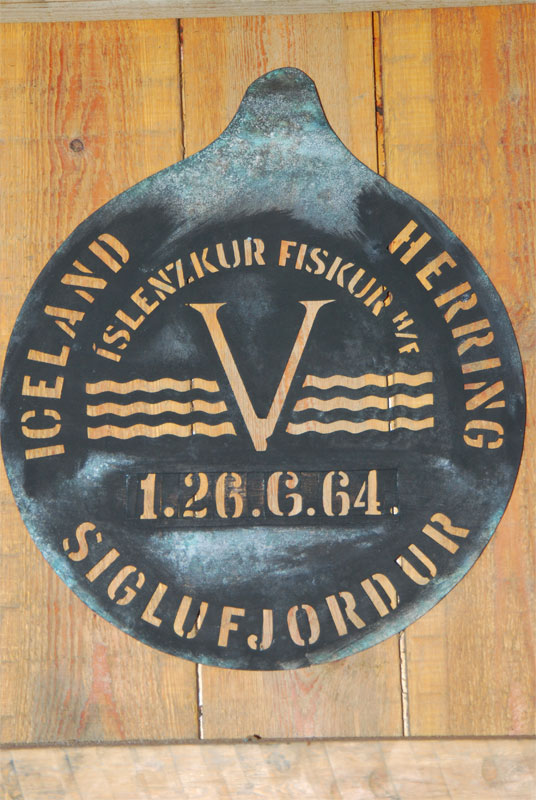 ICELAND HERRING
ÍSLENZKUR FISKUR H/F
V
1.26.6.64.
SIGLUFJORDUR